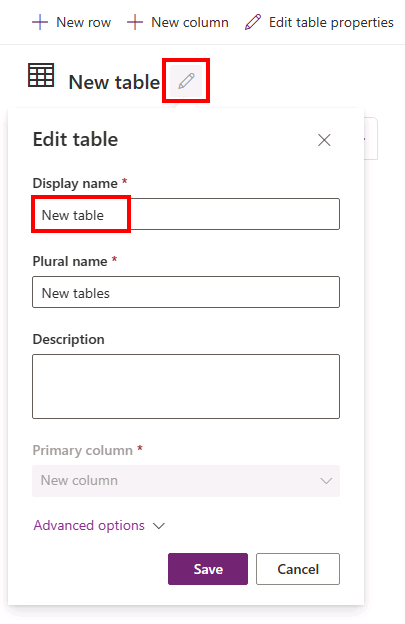 New row New column Edit table properties
New table
Edit table
Display name *
New table
Plural name *
New tables
Description
Primary column *
New column
Advanced options
Save Cancel